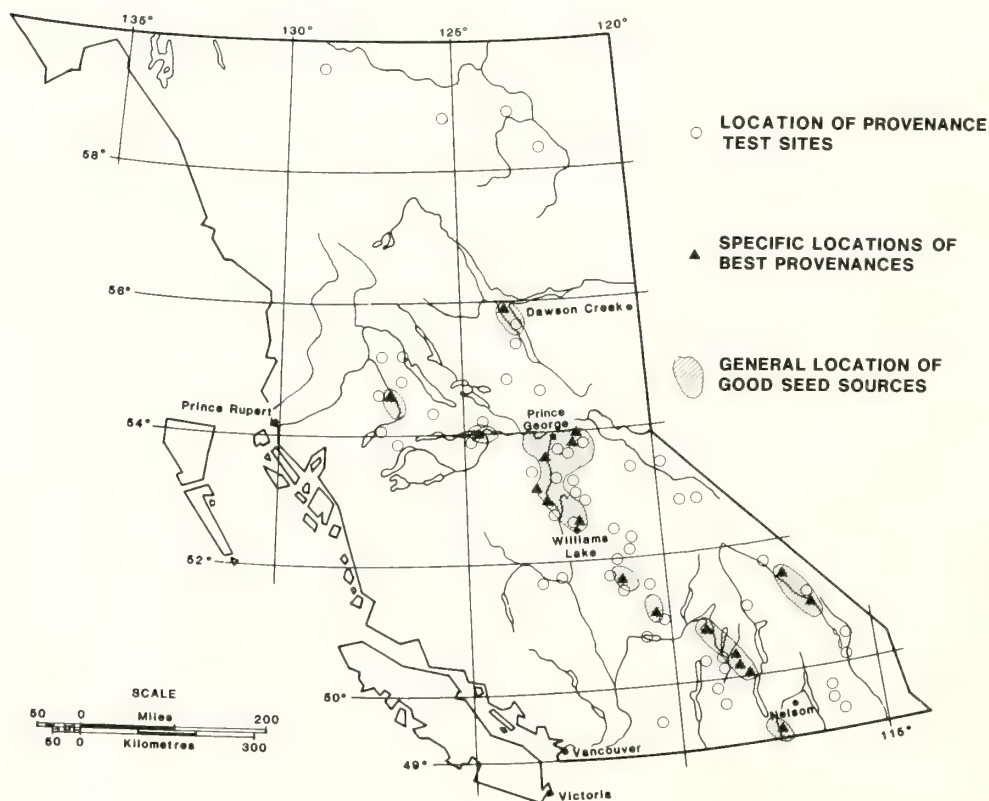 135°
130°
125°
120°
LOCATION OF PROVENANCE
TEST SITES
58°
SPECIFIC LOCATIONS OF
BEST PROVENANCES
56°
Dawson Creek
GENERAL LOCATION OF
GOOD SEED SOURCES
Prince Rupert
54°
Prince
George
Williams
Lake
52°
SCALE
50 0 Miles 200
50 0 Kilometres 300
50°
Nelson
115°
49°
Vancouver
Victoria